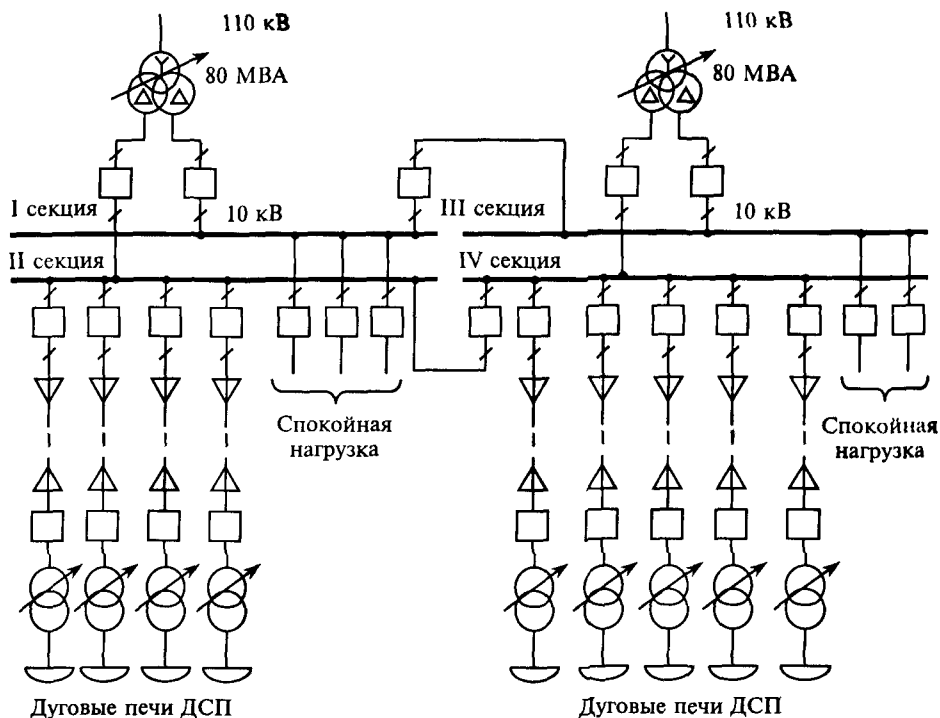 110 кВ
80 МВА
110 кВ
80 МВА
I секция
10 кВ
III секция
10 кВ
II секция
IV секция
Спокойная
нагрузка
Спокойная
нагрузка
Дуговые печи ДСП
Дуговые печи ДСП